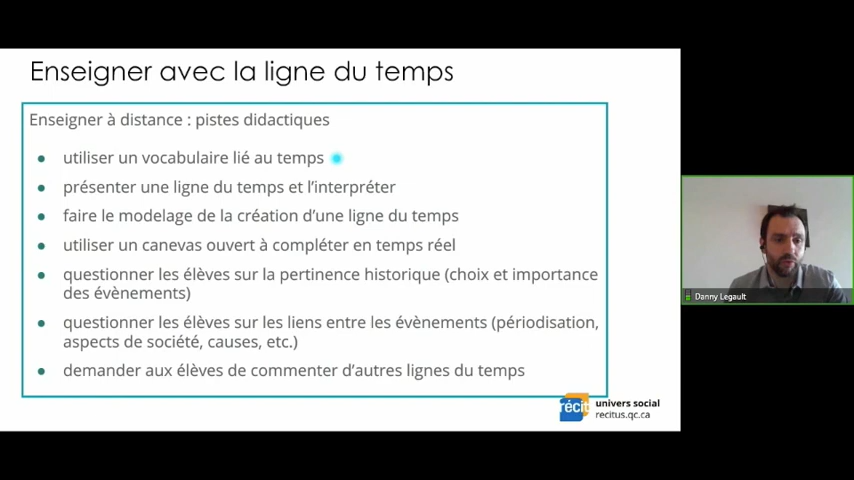 Enseigner avec la ligne du temps
Enseigner à distance : pistes didactiques
• utiliser un vocabulaire lié au temps
• présenter une ligne du temps et l'interpréter
• faire le modelage de la création d'une ligne du temps
• utiliser un canevas ouvert à compléter en temps réel
• questionner les élèves sur la pertinence historique (choix et importance
des évènements)
• questionner les élèves sur les liens entre les évènements (périodisation,
aspects de société, causes, etc.)
• demander aux élèves de commenter d'autres lignes du temps
récit
univers social
recitus.qc.ca
Danny Legault